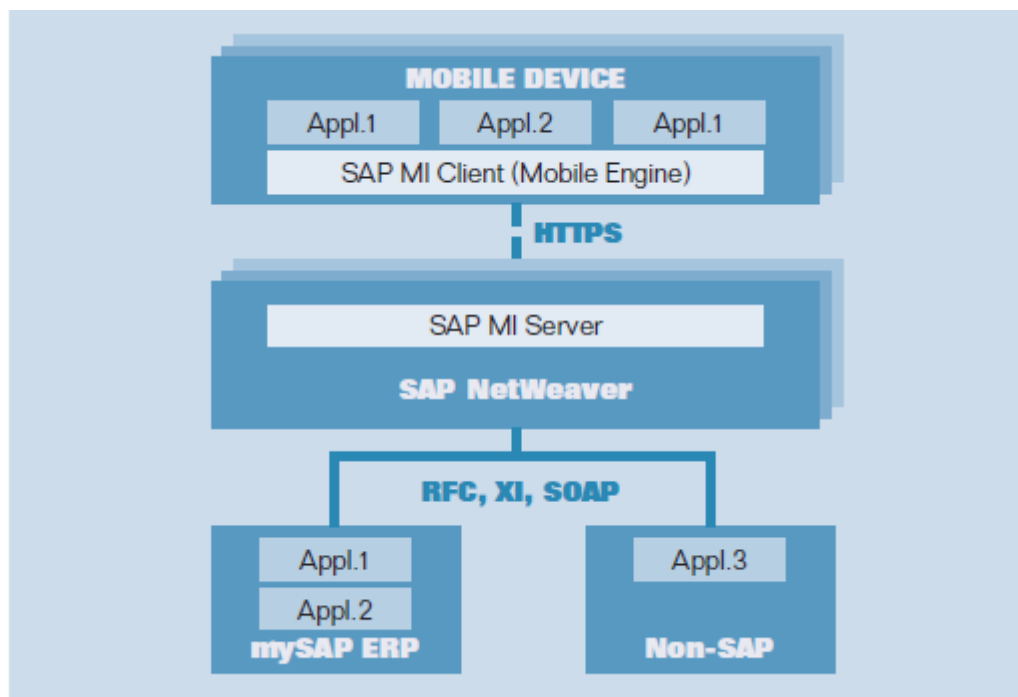 MOBILE DEVICE
Appl.1 Appl.2 Appl.1
SAP MI Client (Mobile Engine)
HTTPS
SAP MI Server
SAP NetWeaver
RFC, XI, SOAP
Appl.1
Appl.2
mySAP ERP
Appl.3
Non-SAP